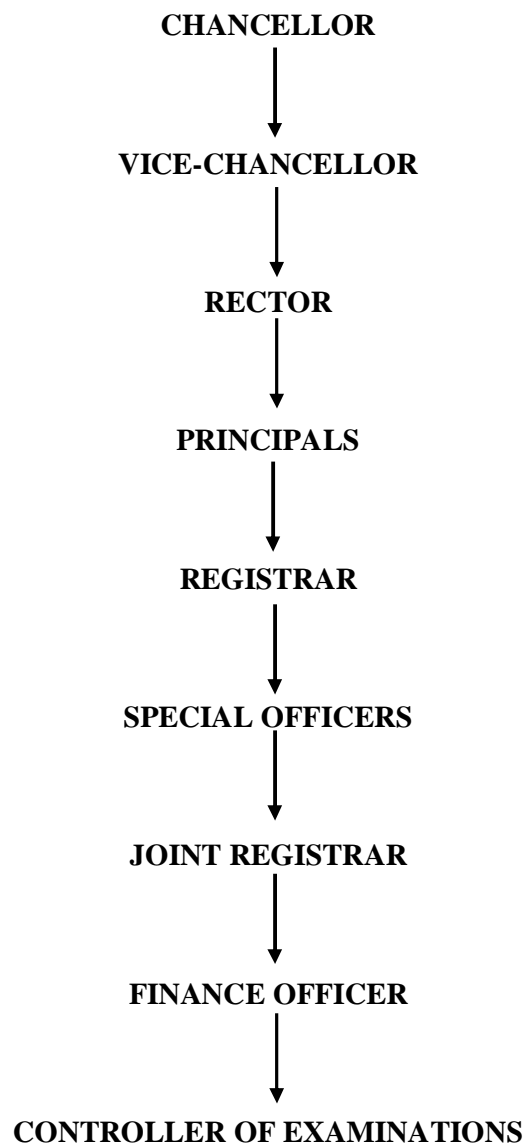 CHANCELLOR
VICE-CHANCELLOR
RECTOR
PRINCIPALS
REGISTRAR
SPECIAL OFFICERS
JOINT REGISTRAR
FINANCE OFFICER
CONTROLLER OF EXAMINATIONS